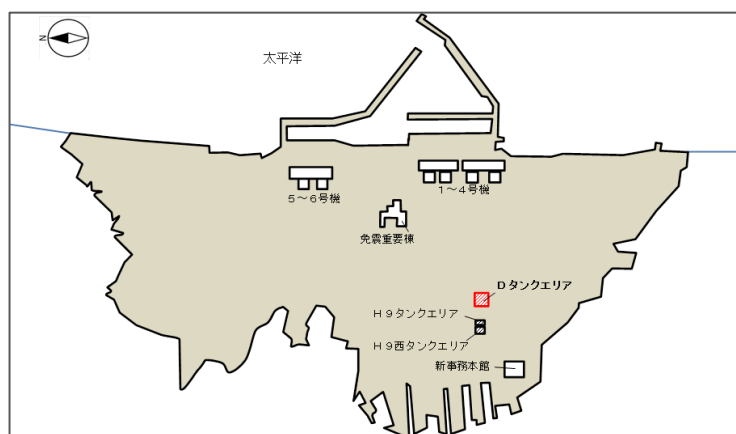 N
太平洋
５～６号機
１～４号機
免震重要棟
Ｄタンクエリア
Ｈ９タンクエリア
Ｈ９西タンクエリア
新事務本館